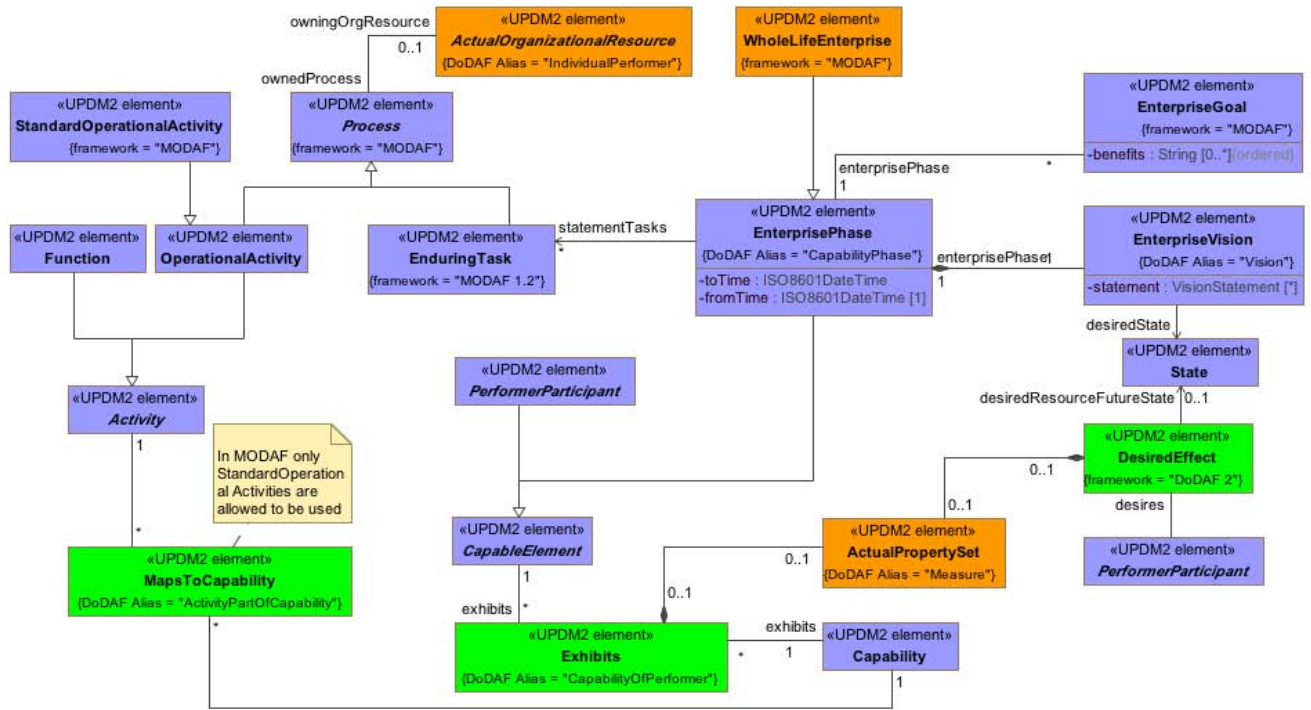 owningOrgResource
0..1
«UPDM2 element»
ActualOrganizationalResource
{DoDAF Alias = "IndividualPerformer"}
«UPDM2 element»
WholeLifeEnterprise
{framework = "MODAF"}
ownedProcess
«UPDM2 element»
StandardOperationalActivity
{framework = "MODAF"}
«UPDM2 element»
Process
{framework = "MODAF"}
«UPDM2 element»
EnterpriseGoal
{framework = "MODAF"}
-benefits : String [0..*]{ordered}
enterprisePhase
1
*
«UPDM2 element»
Function
«UPDM2 element»
OperationalActivity
«UPDM2 element»
EnduringTask
{framework = "MODAF 1.2"}
statementTasks
*
«UPDM2 element»
EnterprisePhase
{DoDAF Alias = "CapabilityPhase"}
-toTime : ISO8601DateTime
-fromTime : ISO8601DateTime [1]
enterprisePhase
1
1
«UPDM2 element»
EnterpriseVision
{DoDAF Alias = "Vision"}
-statement : VisionStatement [*]
desiredState
«UPDM2 element»
State
«UPDM2 element»
PerformerParticipant
desiredResourceFutureState
0..1
«UPDM2 element»
Activity
1
*
In MODAF only
StandardOperation
al Activities are
allowed to be used
«UPDM2 element»
DesiredEffect
{framework = "DoDAF 2"}
0..1
0..1
desires
«UPDM2 element»
PerformerParticipant
«UPDM2 element»
CapableElement
1
*
exhibits
«UPDM2 element»
ActualPropertySet
{DoDAF Alias = "Measure"}
0..1
0..1
«UPDM2 element»
MapsToCapability
{DoDAF Alias = "ActivityPartOfCapability"}
*
«UPDM2 element»
Exhibits
{DoDAF Alias = "CapabilityOfPerformer"}
exhibits
*
1
«UPDM2 element»
Capability
1